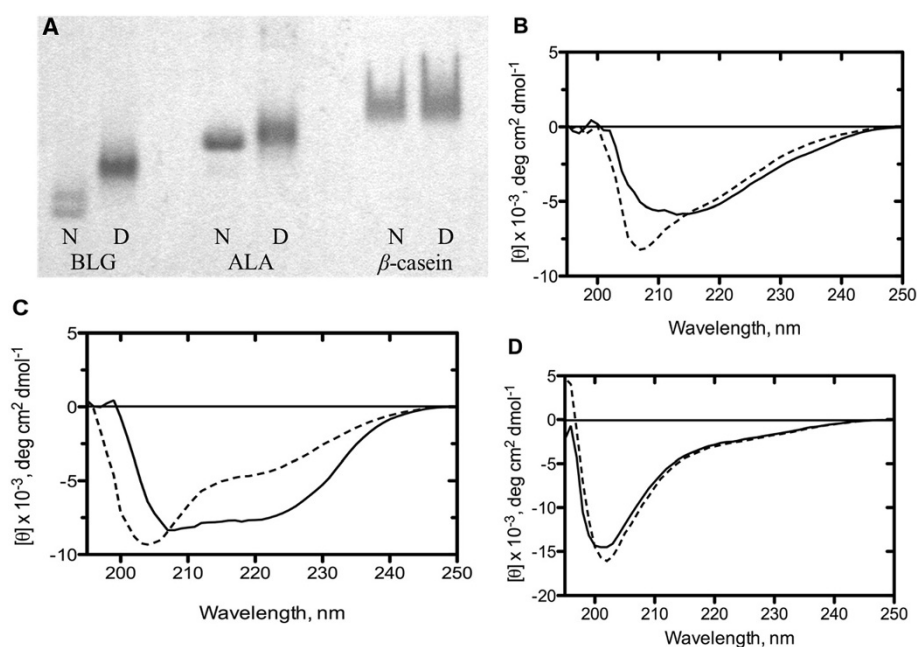 A
N D N D N D
BLG ALA β-casein
B
[θ] x 10⁻³, deg cm² dmol⁻¹
5
0
-5
-10
200 210 220 230 240 250
Wavelength, nm
C
[θ] x 10⁻³, deg cm² dmol⁻¹
5
0
-5
-10
200 210 220 230 240 250
Wavelength, nm
D
[θ] x 10⁻³, deg cm² dmol⁻¹
5
0
-5
-10
-15
-20
200 210 220 230 240 250
Wavelength, nm